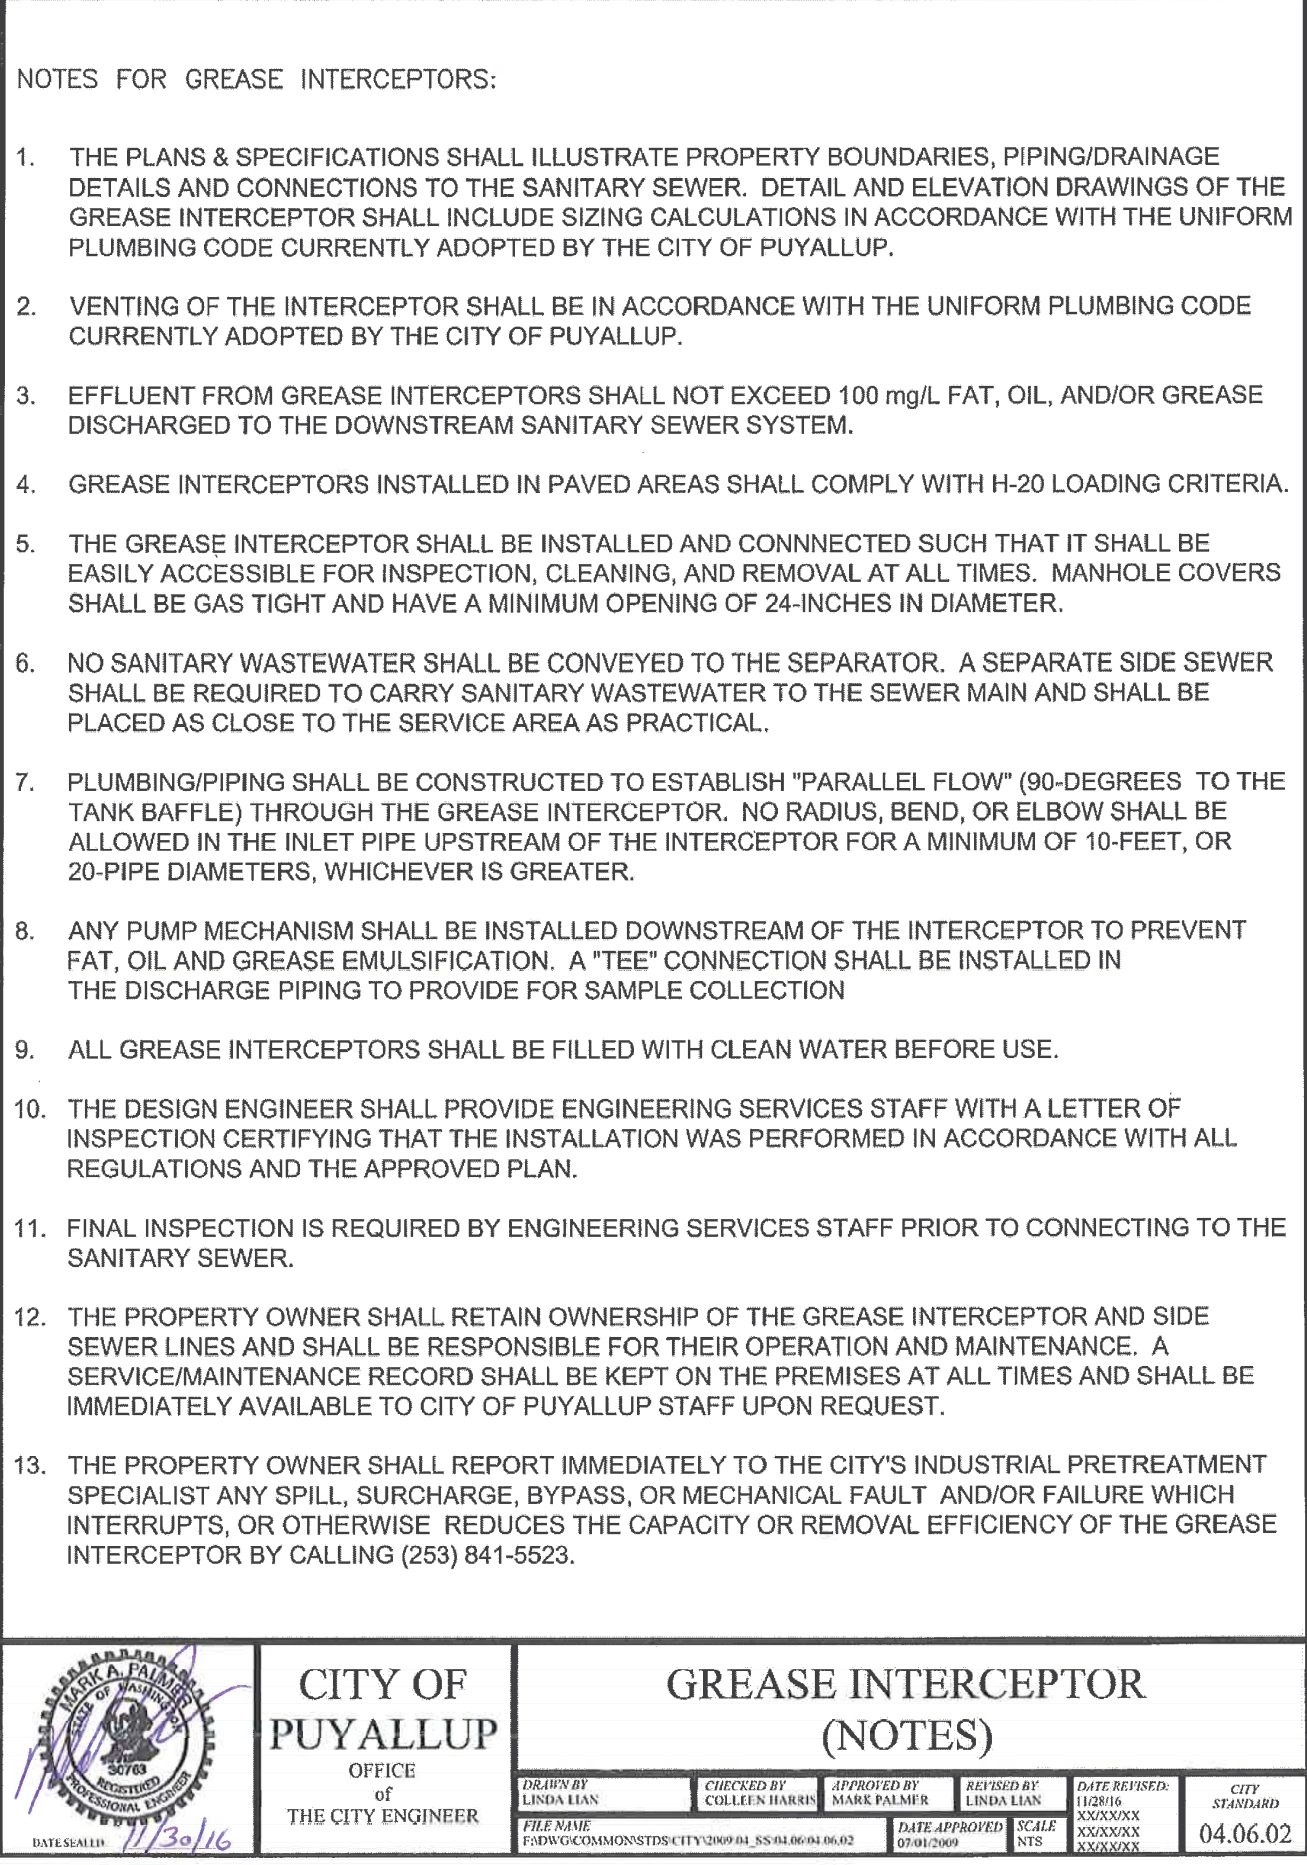 NOTES FOR GREASE INTERCEPTORS:
1. THE PLANS & SPECIFICATIONS SHALL ILLUSTRATE PROPERTY BOUNDARIES, PIPING/DRAINAGE
DETAILS AND CONNECTIONS TO THE SANITARY SEWER. DETAIL AND ELEVATION DRAWINGS OF THE
GREASE INTERCEPTOR SHALL INCLUDE SIZING CALCULATIONS IN ACCORDANCE WITH THE UNIFORM
PLUMBING CODE CURRENTLY ADOPTED BY THE CITY OF PUYALLUP.
2. VENTING OF THE INTERCEPTOR SHALL BE IN ACCORDANCE WITH THE UNIFORM PLUMBING CODE
CURRENTLY ADOPTED BY THE CITY OF PUYALLUP.
3. EFFLUENT FROM GREASE INTERCEPTORS SHALL NOT EXCEED 100 mg/L FAT, OIL, AND/OR GREASE
DISCHARGED TO THE DOWNSTREAM SANITARY SEWER SYSTEM.
4. GREASE INTERCEPTORS INSTALLED IN PAVED AREAS SHALL COMPLY WITH H-20 LOADING CRITERIA.
5. THE GREASE INTERCEPTOR SHALL BE INSTALLED AND CONNNECTED SUCH THAT IT SHALL BE
EASILY ACCESSIBLE FOR INSPECTION, CLEANING, AND REMOVAL AT ALL TIMES. MANHOLE COVERS
SHALL BE GAS TIGHT AND HAVE A MINIMUM OPENING OF 24-INCHES IN DIAMETER.
6. NO SANITARY WASTEWATER SHALL BE CONVEYED TO THE SEPARATOR. A SEPARATE SIDE SEWER
SHALL BE REQUIRED TO CARRY SANITARY WASTEWATER TO THE SEWER MAIN AND SHALL BE
PLACED AS CLOSE TO THE SERVICE AREA AS PRACTICAL.
7. PLUMBING/PIPING SHALL BE CONSTRUCTED TO ESTABLISH "PARALLEL FLOW" (90-DEGREES TO THE
TANK BAFFLE) THROUGH THE GREASE INTERCEPTOR. NO RADIUS, BEND, OR ELBOW SHALL BE
ALLOWED IN THE INLET PIPE UPSTREAM OF THE INTERCEPTOR FOR A MINIMUM OF 10-FEET, OR
20-PIPE DIAMETERS, WHICHEVER IS GREATER.
8. ANY PUMP MECHANISM SHALL BE INSTALLED DOWNSTREAM OF THE INTERCEPTOR TO PREVENT
FAT, OIL AND GREASE EMULSIFICATION. A "TEE" CONNECTION SHALL BE INSTALLED IN
THE DISCHARGE PIPING TO PROVIDE FOR SAMPLE COLLECTION
9. ALL GREASE INTERCEPTORS SHALL BE FILLED WITH CLEAN WATER BEFORE USE.
10. THE DESIGN ENGINEER SHALL PROVIDE ENGINEERING SERVICES STAFF WITH A LETTER OF
INSPECTION CERTIFYING THAT THE INSTALLATION WAS PERFORMED IN ACCORDANCE WITH ALL
REGULATIONS AND THE APPROVED PLAN.
11. FINAL INSPECTION IS REQUIRED BY ENGINEERING SERVICES STAFF PRIOR TO CONNECTING TO THE
SANITARY SEWER.
12. THE PROPERTY OWNER SHALL RETAIN OWNERSHIP OF THE GREASE INTERCEPTOR AND SIDE
SEWER LINES AND SHALL BE RESPONSIBLE FOR THEIR OPERATION AND MAINTENANCE. A
SERVICE/MAINTENANCE RECORD SHALL BE KEPT ON THE PREMISES AT ALL TIMES AND SHALL BE
IMMEDIATELY AVAILABLE TO CITY OF PUYALLUP STAFF UPON REQUEST.
13. THE PROPERTY OWNER SHALL REPORT IMMEDIATELY TO THE CITY'S INDUSTRIAL PRETREATMENT
SPECIALIST ANY SPILL, SURCHARGE, BYPASS, OR MECHANICAL FAULT AND/OR FAILURE WHICH
INTERRUPTS, OR OTHERWISE REDUCES THE CAPACITY OR REMOVAL EFFICIENCY OF THE GREASE
INTERCEPTOR BY CALLING (253) 841-5523.
MARK A. PALMER
STATE OF WASHINGTON
30763
REGISTERED
PROFESSIONAL ENGINEER
DATE SEALED 11/30/16
CITY OF
PUYALLUP
OFFICE
of
THE CITY ENGINEER
GREASE INTERCEPTOR
(NOTES)
DRAWN BY
LINDA LIAN
CHECKED BY
COLLEEN HARRIS
APPROVED BY
MARK PALMER
REVISED BY
LINDA LIAN
DATE REVISED:
11/28/16
XX/XX/XX
XX/XX/XX
XX/XX/XX
FILE NAME
F:\DWG\COMMON\STDS\CITY\2009\04_SS\04.06\04.06.02
DATE APPROVED
07/01/2009
SCALE
NTS
CITY
STANDARD
04.06.02